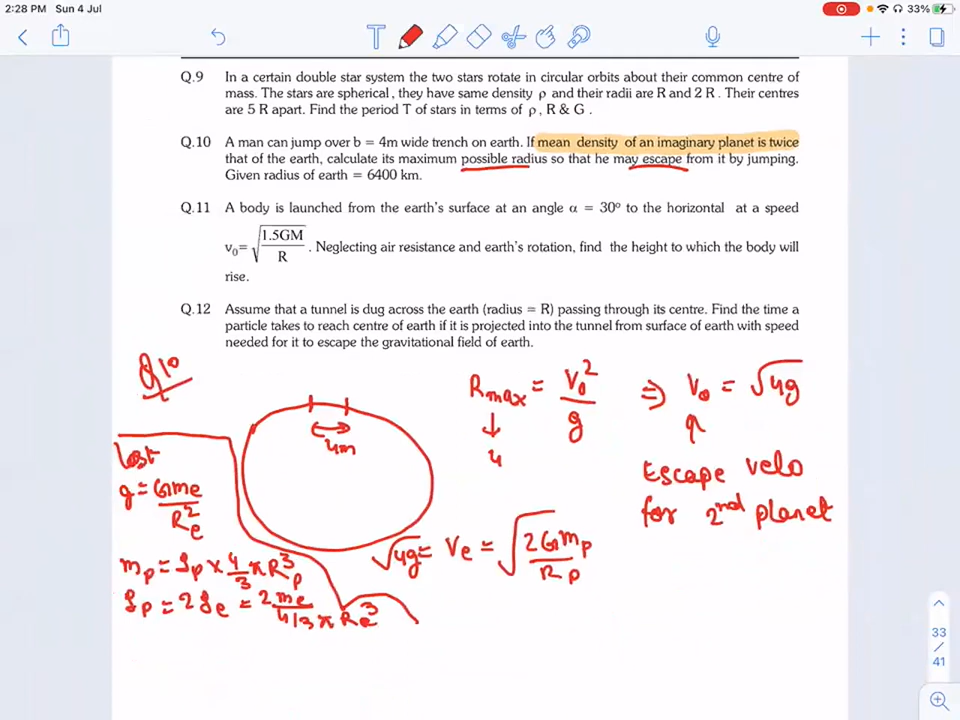 2:28 PM Sun 4 Jul
33%
Q.9 In a certain double star system the two stars rotate in circular orbits about their common centre of
mass. The stars are spherical , they have same density ρ and their radii are R and 2 R . Their centres
are 5 R apart. Find the period T of stars in terms of ρ , R & G .
Q.10 A man can jump over b = 4m wide trench on earth. If mean density of an imaginary planet is twice
that of the earth, calculate its maximum possible radius so that he may escape from it by jumping.
Given radius of earth = 6400 km.
Q.11 A body is launched from the earth's surface at an angle α = 30° to the horizontal at a speed
v₀= √(1.5GM/R) . Neglecting air resistance and earth's rotation, find the height to which the body will
rise.
Q.12 Assume that a tunnel is dug across the earth (radius = R) passing through its centre. Find the time a
particle takes to reach centre of earth if it is projected into the tunnel from surface of earth with speed
needed for it to escape the gravitational field of earth.
Q10
4m
Rmax = V₀²/g ⇒ V₀ = √4g
↓
4
Escape velo
for 2nd planet
g = Gme/Re²
√4g = Ve = √(2Gmp/Rp)
mp = ρp × 4/3 πRp³
ρp = 2ρe = 2me/(4/3 πRe³)
33
/
41